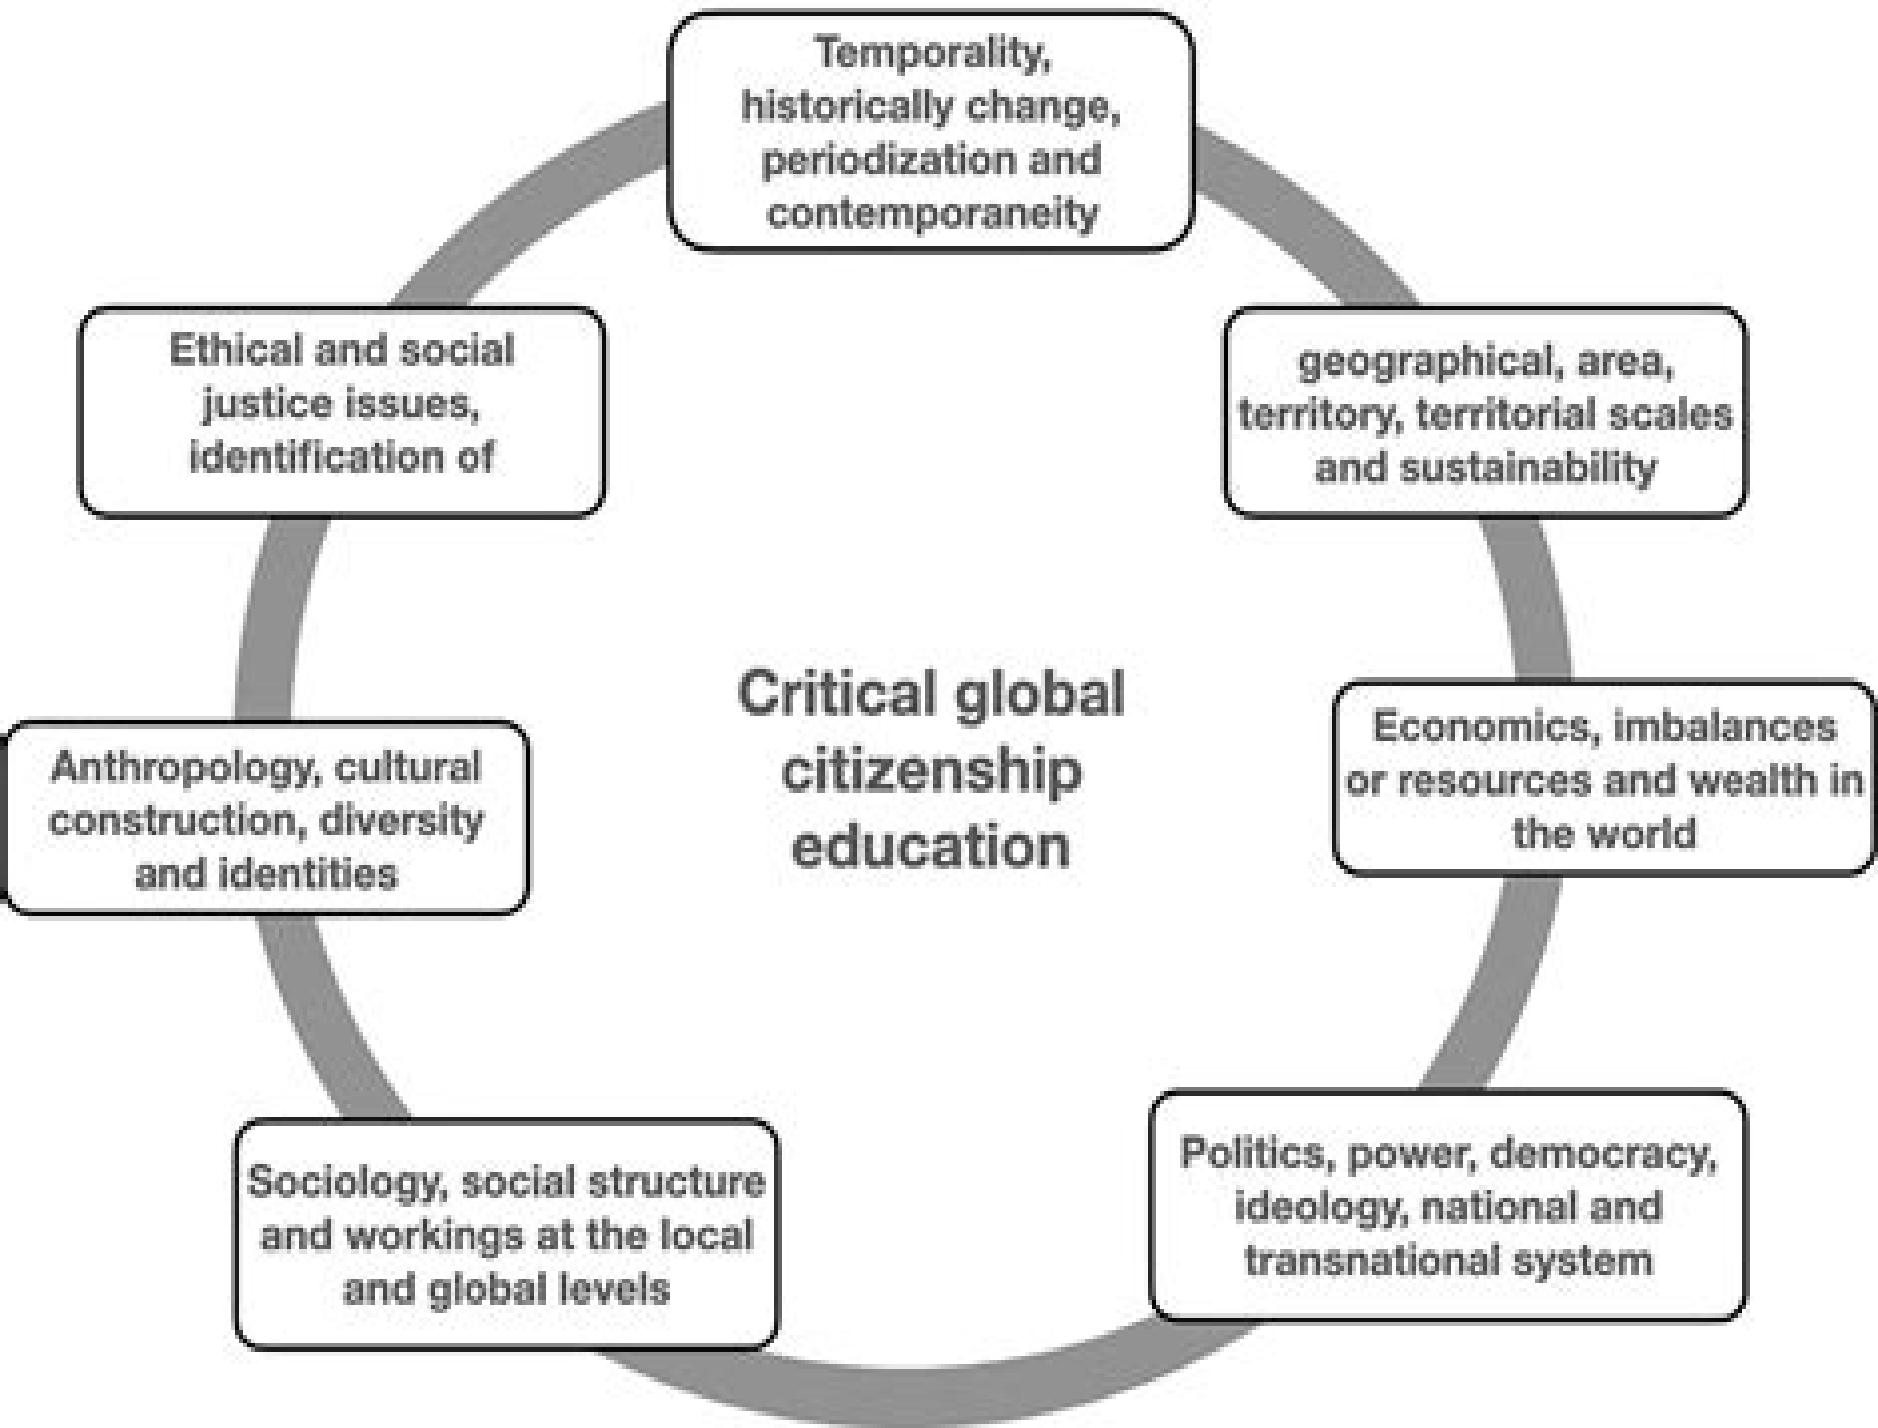 Temporality,
historically change,
periodization and
contemporaneity
Ethical and social
justice issues,
identification of
geographical, area,
territory, territorial scales
and sustainability
Critical global
citizenship
education
Economics, imbalances
or resources and wealth in
the world
Anthropology, cultural
construction, diversity
and identities
Politics, power, democracy,
ideology, national and
transnational system
Sociology, social structure
and workings at the local
and global levels